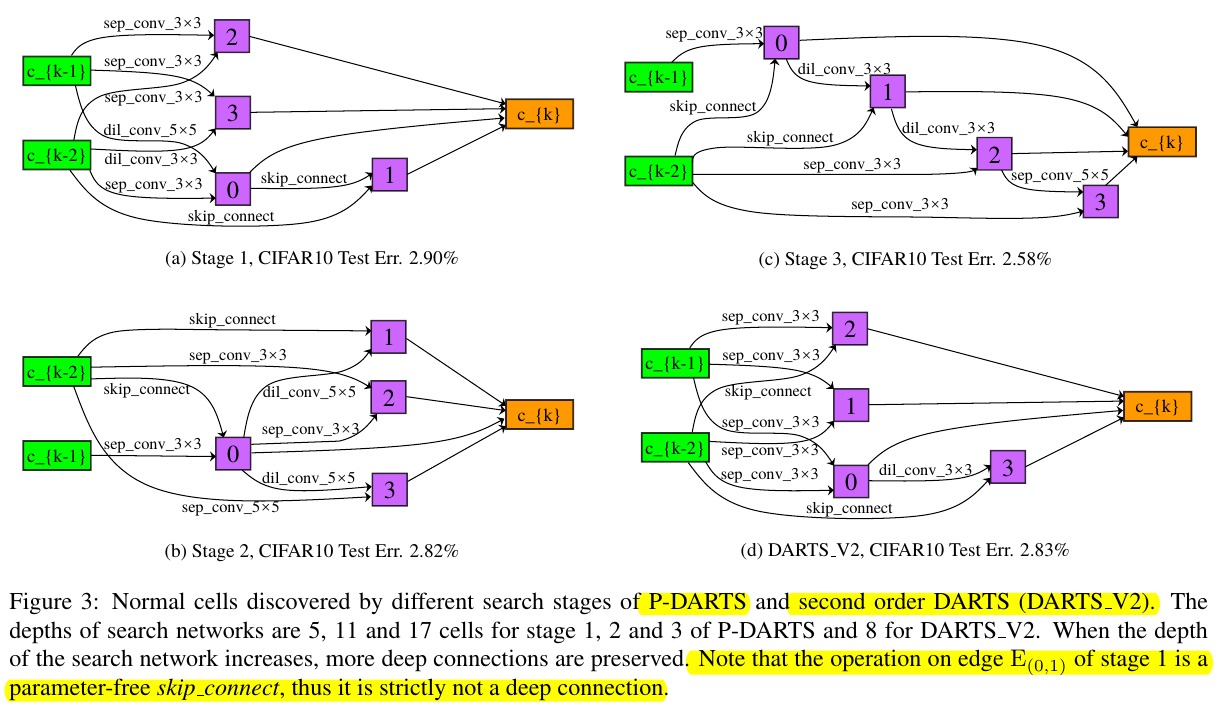 sep_conv_3×3
2
c_{k-1}
sep_conv_3×3
sep_conv_3×3
3
c_{k}
dil_conv_5×5
c_{k-2}
dil_conv_3×3
sep_conv_3×3
0
skip_connect
1
skip_connect
(a) Stage 1, CIFAR10 Test Err. 2.90%
sep_conv_3×3
0
c_{k-1}
dil_conv_3×3
1
skip_connect
skip_connect
dil_conv_3×3
c_{k}
c_{k-2}
sep_conv_3×3
2
sep_conv_5×5
sep_conv_3×3
3
(c) Stage 3, CIFAR10 Test Err. 2.58%
skip_connect
1
c_{k-2}
sep_conv_3×3
skip_connect
dil_conv_5×5
2
c_{k}
sep_conv_3×3
c_{k-1}
sep_conv_3×3
0
dil_conv_5×5
3
sep_conv_5×5
(b) Stage 2, CIFAR10 Test Err. 2.82%
sep_conv_3×3
2
c_{k-1}
sep_conv_3×3
skip_connect
1
c_{k}
sep_conv_3×3
c_{k-2}
sep_conv_3×3
sep_conv_3×3
0
dil_conv_3×3
3
skip_connect
(d) DARTS_V2, CIFAR10 Test Err. 2.83%
Figure 3: Normal cells discovered by different search stages of P-DARTS and second order DARTS (DARTS_V2). The
depths of search networks are 5, 11 and 17 cells for stage 1, 2 and 3 of P-DARTS and 8 for DARTS_V2. When the depth
of the search network increases, more deep connections are preserved. Note that the operation on edge E(0,1) of stage 1 is a
parameter-free skip_connect, thus it is strictly not a deep connection.